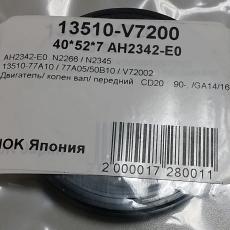 13510-V7200
40*52*7 AH2342-E0
AH2342-E0 N2266 / N2345
13510-77A10 / 77A05/50B10 / V72002
Двигатель/ колен вал/ передний CD20 90- /GA14/16
NOK Япония
2 000017 280011